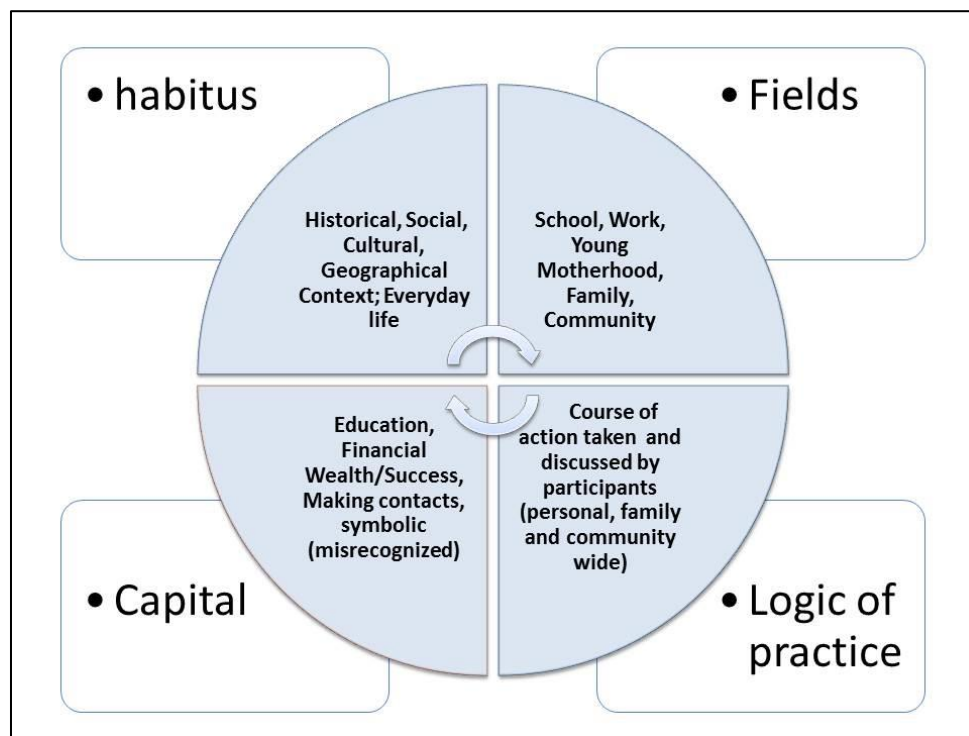 • habitus
Historical, Social,
Cultural,
Geographical
Context; Everyday
life
• Fields
School, Work,
Young
Motherhood,
Family,
Community
Education,
Financial
Wealth/Success,
Making contacts,
symbolic
(misrecognized)
• Capital
Course of
action taken and
discussed by
participants
(personal, family
and community
wide)
• Logic of
practice